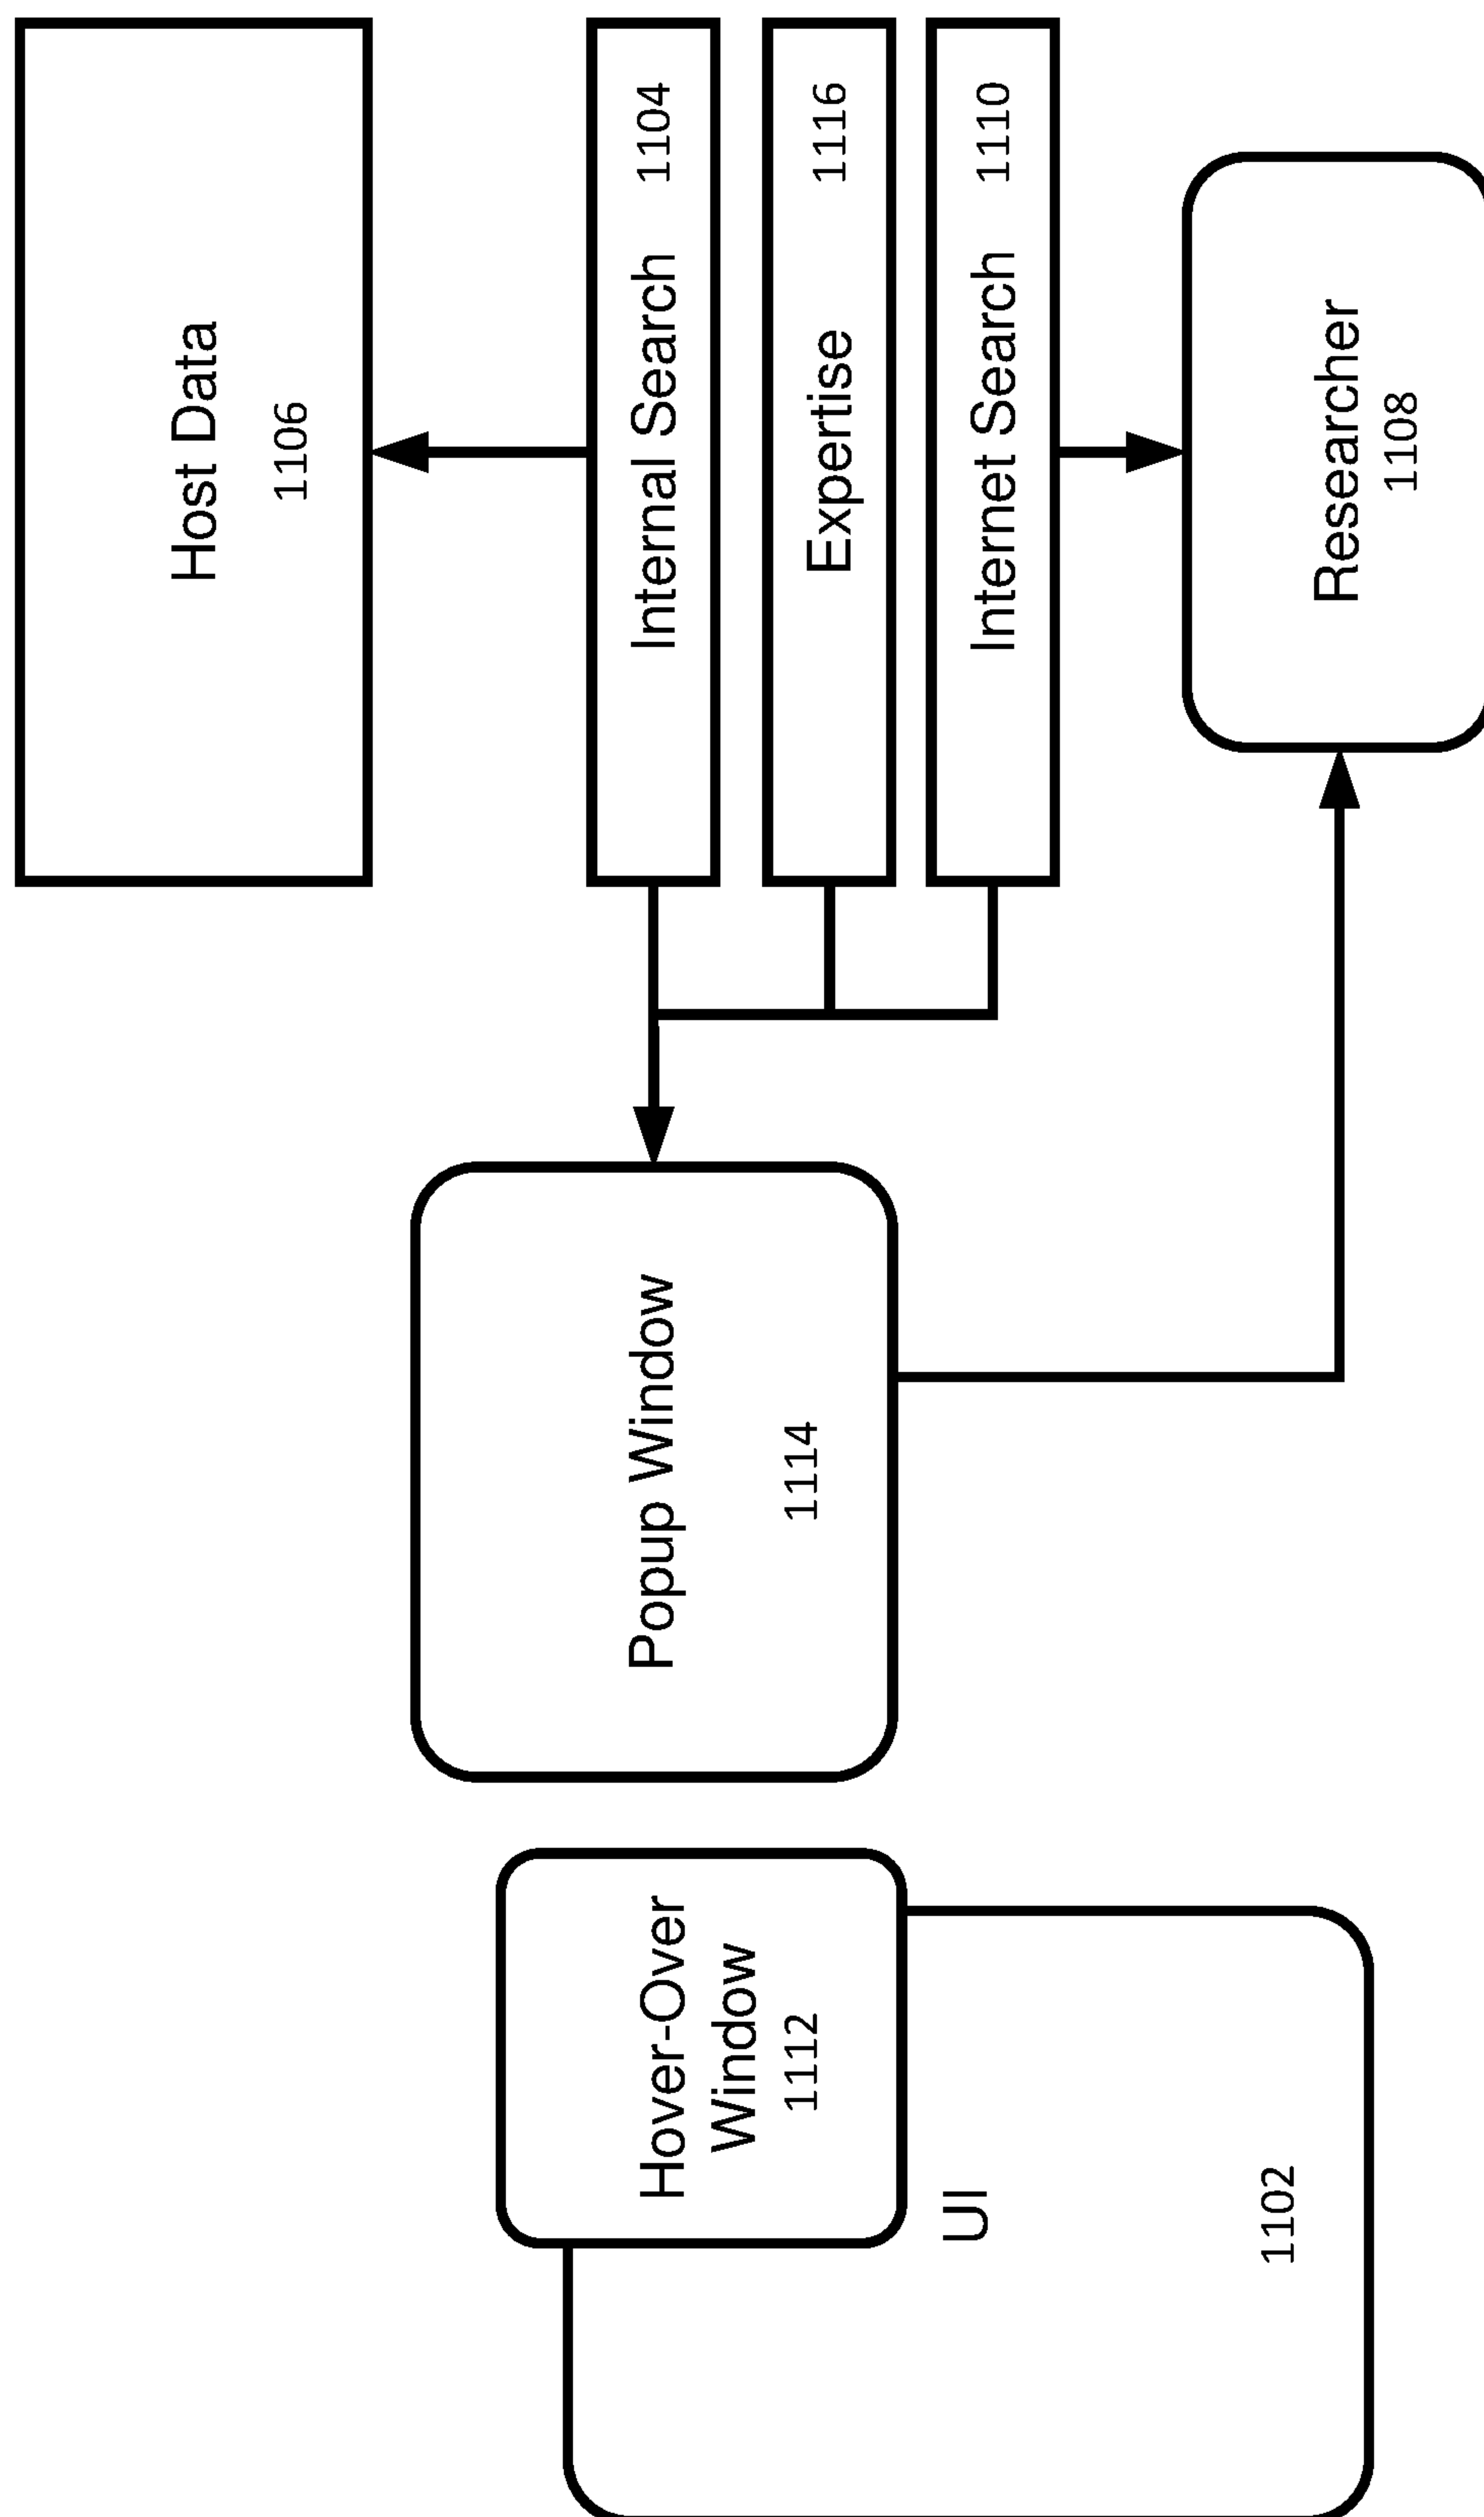 Host Data
1106
Internal Search 1104
Expertise 1116
Internet Search 1110
Researcher
1108
Popup Window
1114
Hover-Over
Window
1112
UI
1102